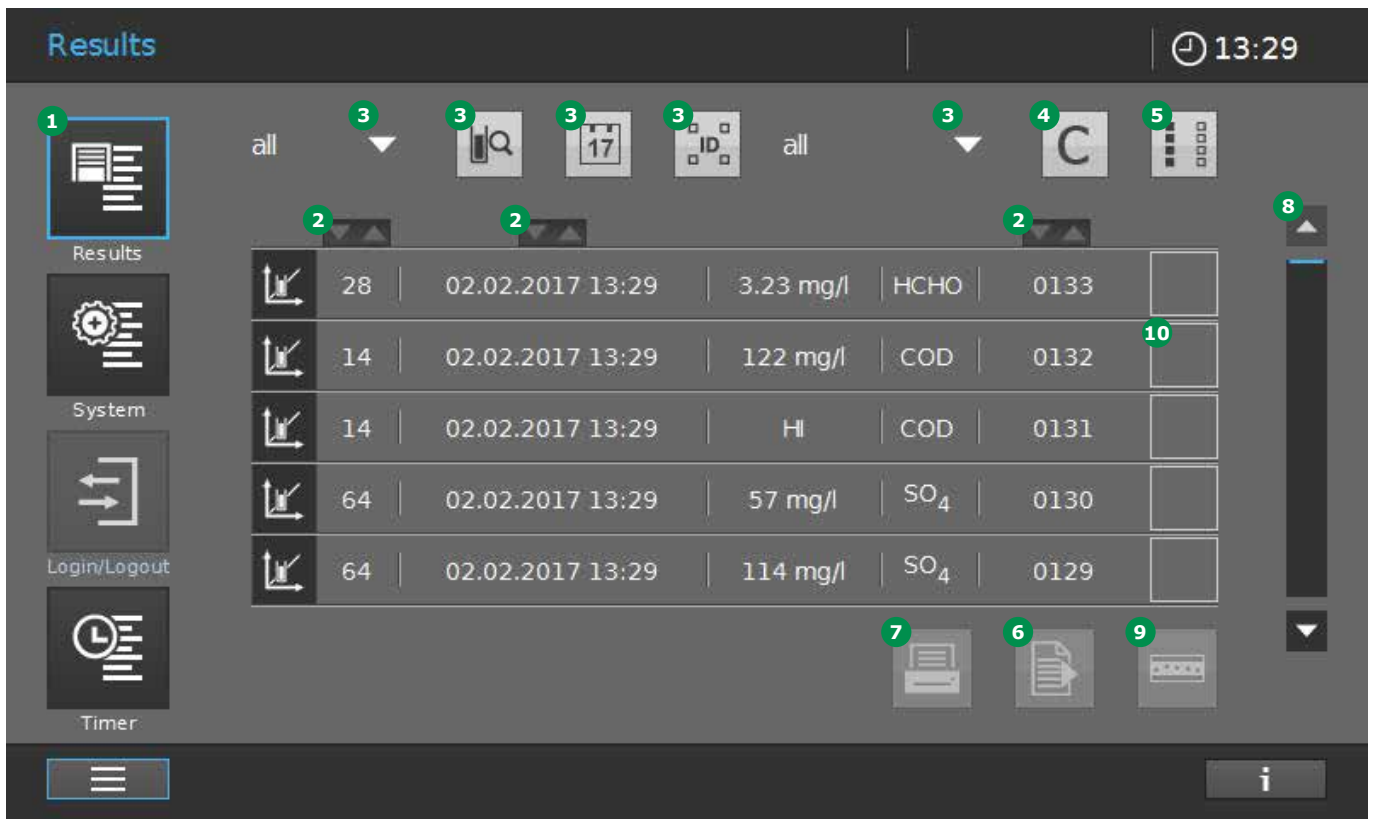 Results
13:29
1
3
3
3
3
3
4
5
all
17
ID
all
C
2
2
2
8
Results
28 02.02.2017 13:29 3.23 mg/l HCHO 0133
10
14 02.02.2017 13:29 122 mg/l COD 0132
System
14 02.02.2017 13:29 HI COD 0131
64 02.02.2017 13:29 57 mg/l SO₄ 0130
Login/Logout
64 02.02.2017 13:29 114 mg/l SO₄ 0129
7
6
9
Timer
i